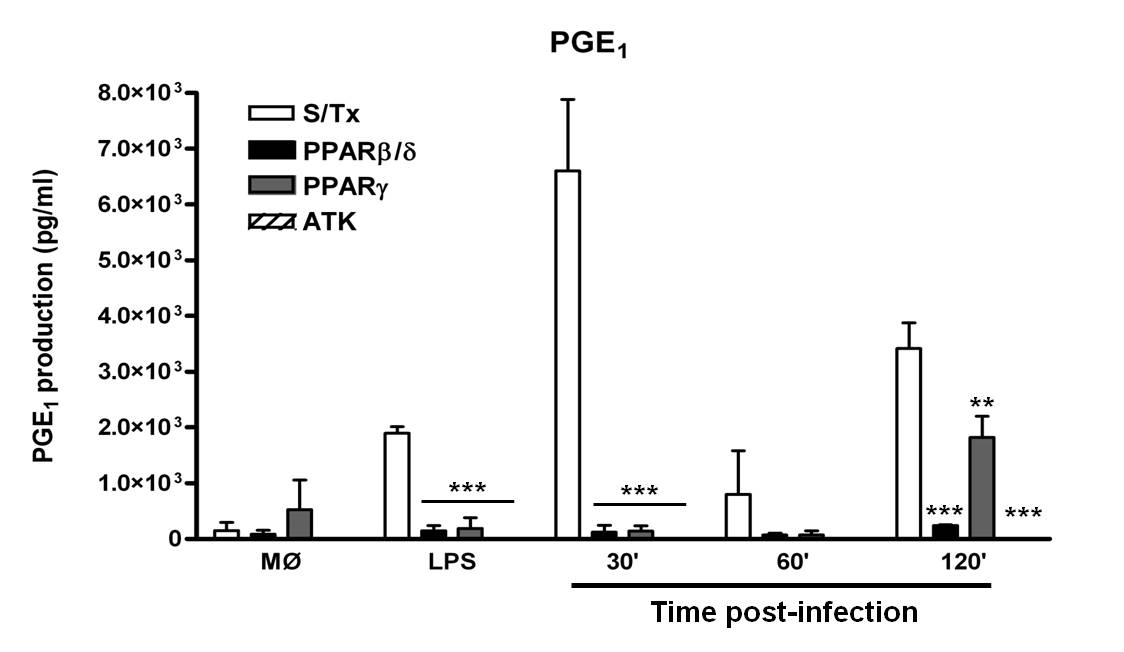 PGE₁
8.0×10³
7.0×10³
6.0×10³
5.0×10³
4.0×10³
3.0×10³
2.0×10³
1.0×10³
0
PGE₁ production (pg/ml)
S/Tx
PPARβ/δ
PPARγ
ATK
***
***
**
***
***
MØ LPS 30' 60' 120'
Time post-infection